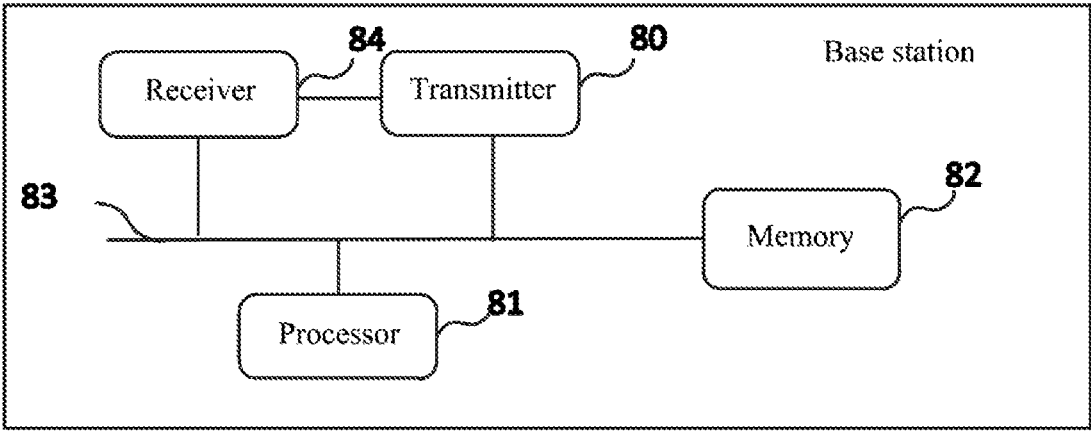 84
80
Base station
Receiver
Transmitter
83
82
Memory
81
Processor